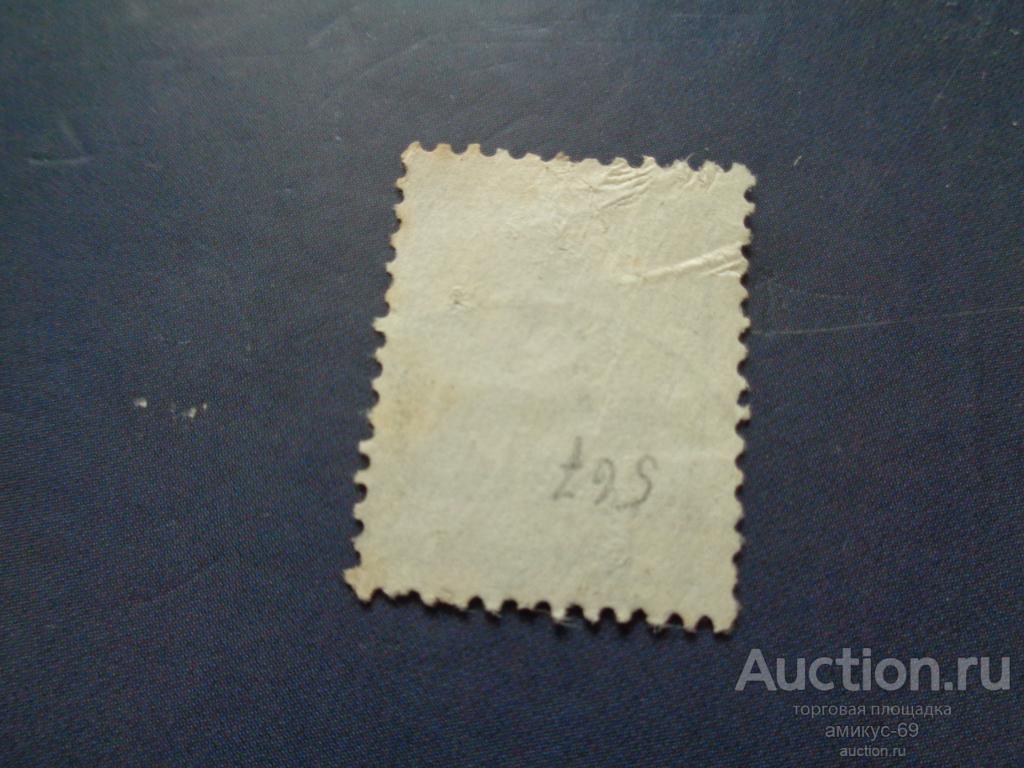 567
Auction.ru
торговая площадка
амикус-69
auction.ru